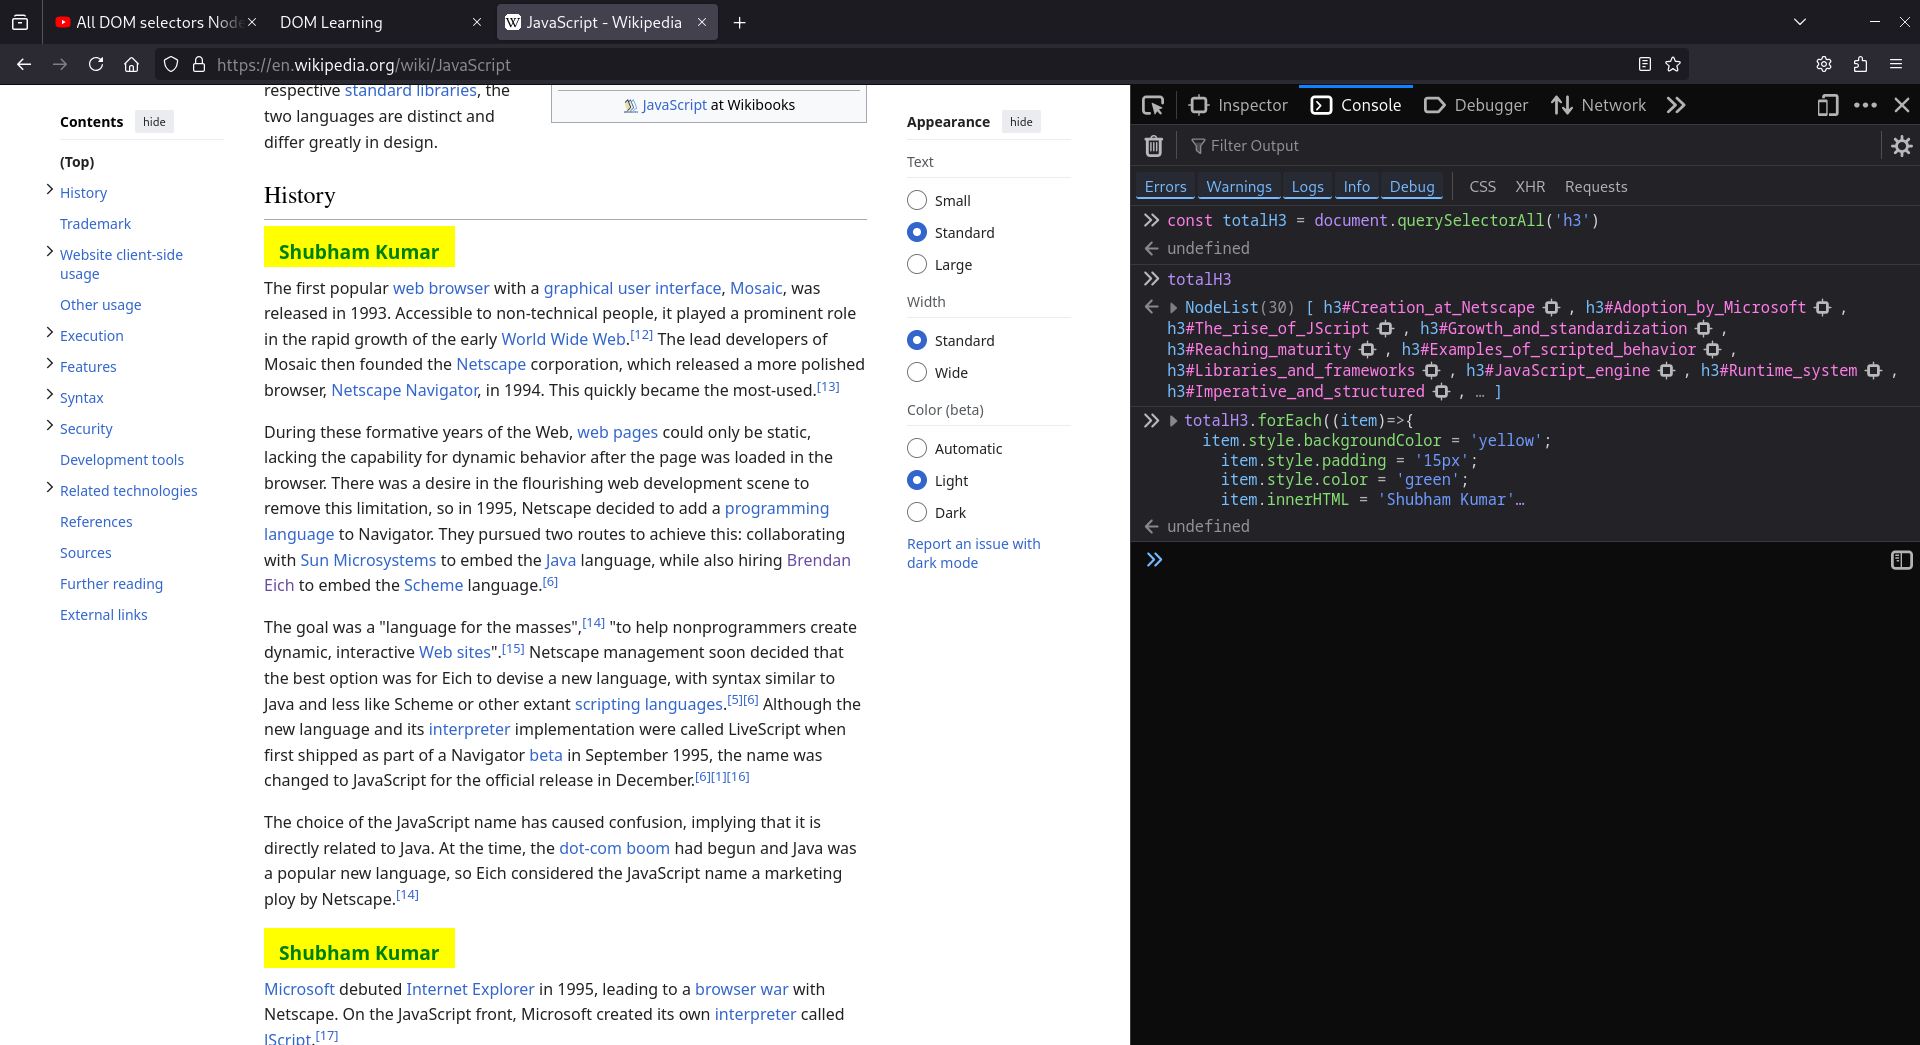 All DOM selectors Node
DOM Learning
JavaScript - Wikipedia
https://en.wikipedia.org/wiki/JavaScript
Contents hide
(Top)
History
Trademark
Website client-side
usage
Other usage
Execution
Features
Syntax
Security
Development tools
Related technologies
References
Sources
Further reading
External links
respective standard libraries, the
two languages are distinct and
differ greatly in design.
JavaScript at Wikibooks
History
Shubham Kumar
The first popular web browser with a graphical user interface, Mosaic, was
released in 1993. Accessible to non-technical people, it played a prominent role
in the rapid growth of the early World Wide Web.[12] The lead developers of
Mosaic then founded the Netscape corporation, which released a more polished
browser, Netscape Navigator, in 1994. This quickly became the most-used.[13]
During these formative years of the Web, web pages could only be static,
lacking the capability for dynamic behavior after the page was loaded in the
browser. There was a desire in the flourishing web development scene to
remove this limitation, so in 1995, Netscape decided to add a programming
language to Navigator. They pursued two routes to achieve this: collaborating
with Sun Microsystems to embed the Java language, while also hiring Brendan
Eich to embed the Scheme language.[6]
The goal was a "language for the masses",[14] "to help nonprogrammers create
dynamic, interactive Web sites".[15] Netscape management soon decided that
the best option was for Eich to devise a new language, with syntax similar to
Java and less like Scheme or other extant scripting languages.[5][6] Although the
new language and its interpreter implementation were called LiveScript when
first shipped as part of a Navigator beta in September 1995, the name was
changed to JavaScript for the official release in December.[6][1][16]
The choice of the JavaScript name has caused confusion, implying that it is
directly related to Java. At the time, the dot-com boom had begun and Java was
a popular new language, so Eich considered the JavaScript name a marketing
ploy by Netscape.[14]
Shubham Kumar
Microsoft debuted Internet Explorer in 1995, leading to a browser war with
Netscape. On the JavaScript front, Microsoft created its own interpreter called
JScript.[17]
Appearance hide
Text
Small
Standard
Large
Width
Standard
Wide
Color (beta)
Automatic
Light
Dark
Report an issue with
dark mode
Inspector Console Debugger Network
Filter Output
Errors Warnings Logs Info Debug CSS XHR Requests
const totalH3 = document.querySelectorAll('h3')
undefined
totalH3
NodeList(30) [ h3#Creation_at_Netscape , h3#Adoption_by_Microsoft ,
h3#The_rise_of_JScript , h3#Growth_and_standardization ,
h3#Reaching_maturity , h3#Examples_of_scripted_behavior ,
h3#Libraries_and_frameworks , h3#JavaScript_engine , h3#Runtime_system ,
h3#Imperative_and_structured , … ]
totalH3.forEach((item)=>{
item.style.backgroundColor = 'yellow';
item.style.padding = '15px';
item.style.color = 'green';
item.innerHTML = 'Shubham Kumar'…
undefined